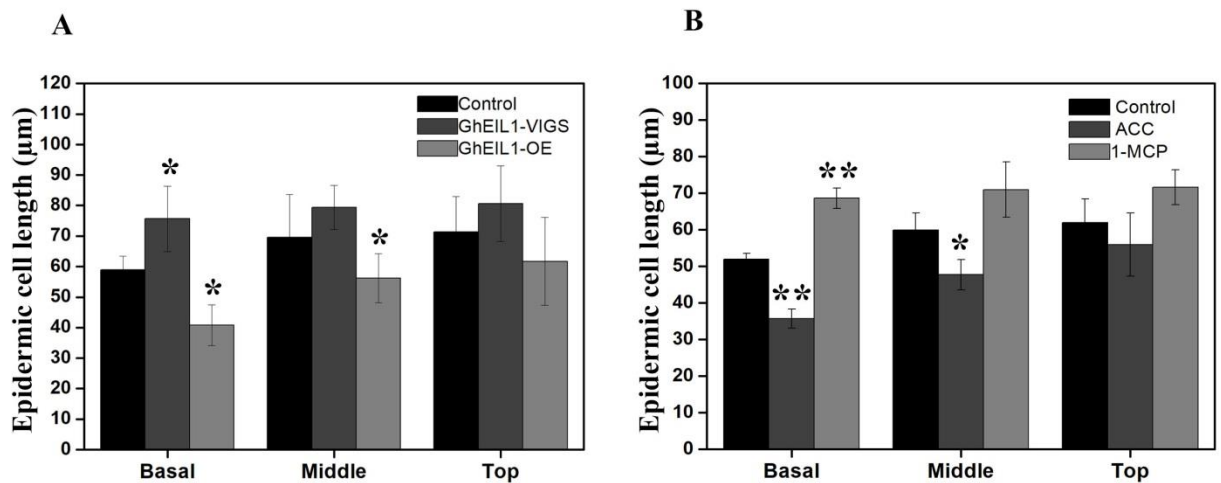 A
Epidermic cell length (μm)
120
110
100
90
80
70
60
50
40
30
20
10
0
Control
GhEIL1-VIGS
GhEIL1-OE
*
*
*
Basal
Middle
Top
B
Epidermic cell length (μm)
100
90
80
70
60
50
40
30
20
10
0
Control
ACC
1-MCP
**
**
*
Basal
Middle
Top